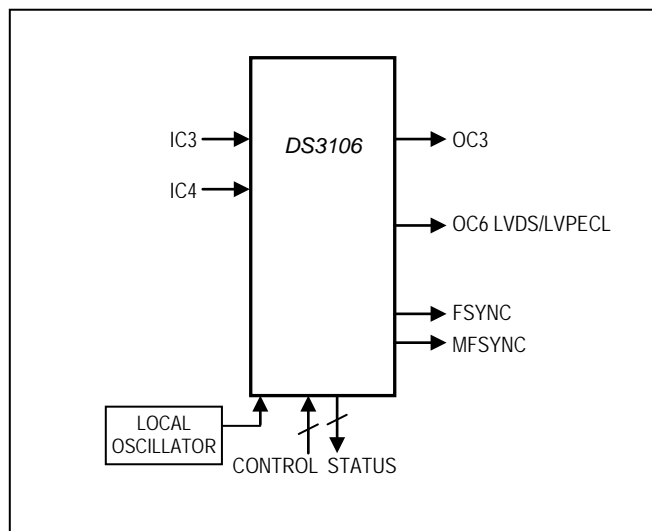 IC3
DS3106
OC3
IC4
OC6 LVDS/LVPECL
FSYNC
MFSYNC
LOCAL
OSCILLATOR
CONTROL STATUS